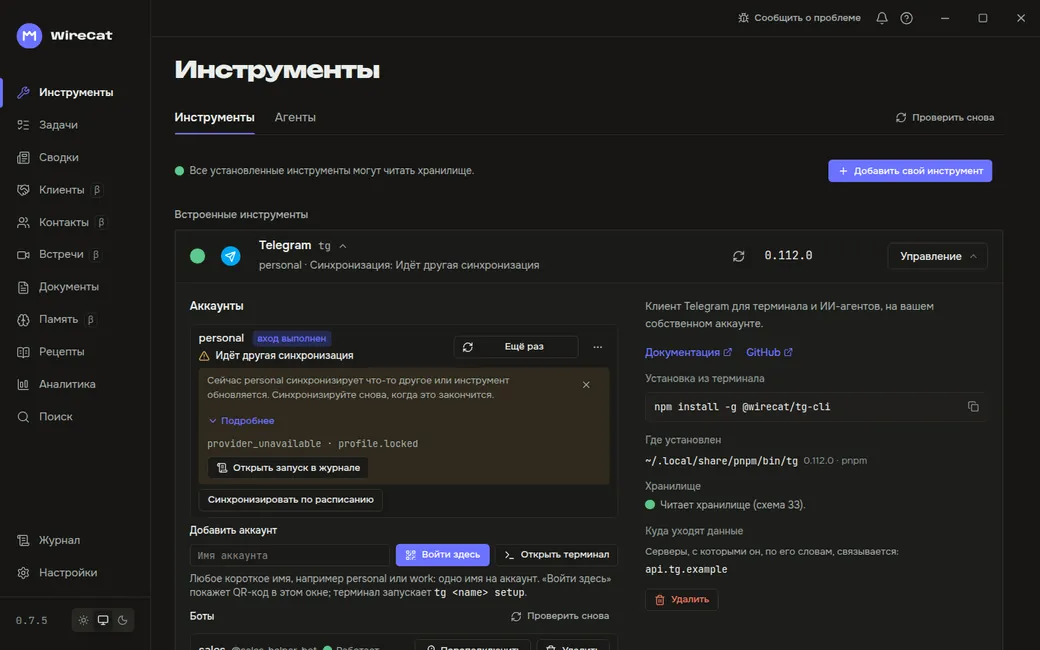 Сообщить о проблеме
wirecat
Инструменты
Задачи
Сводки
Клиенты β
Контакты β
Встречи β
Документы
Память β
Рецепты
Аналитика
Поиск
Журнал
Настройки
0.7.5
Инструменты
Инструменты
Агенты
Проверить снова
Все установленные инструменты могут читать хранилище.
+ Добавить свой инструмент
Встроенные инструменты
Telegram tg
personal · Синхронизация: Идёт другая синхронизация
0.112.0
Управление
Аккаунты
personal вход выполнен
Идёт другая синхронизация
Ещё раз
Сейчас personal синхронизирует что-то другое или инструмент
обновляется. Синхронизируйте снова, когда это закончится.
Подробнее
provider_unavailable · profile.locked
Открыть запуск в журнале
Синхронизировать по расписанию
Добавить аккаунт
Имя аккаунта
Войти здесь
Открыть терминал
Любое короткое имя, например personal или work: одно имя на аккаунт. «Войти здесь»
покажет QR-код в этом окне; терминал запускает tg <name> setup.
Боты
Проверить снова
sales @sales_helper_bot Работает
Переподключить
Удалить
Клиент Telegram для терминала и ИИ-агентов, на вашем
собственном аккаунте.
Документация
GitHub
Установка из терминала
npm install -g @wirecat/tg-cli
Где установлен
~/.local/share/pnpm/bin/tg 0.112.0 · pnpm
Хранилище
Читает хранилище (схема 33).
Куда уходят данные
Серверы, с которыми он, по его словам, связывается:
api.tg.example
Удалить